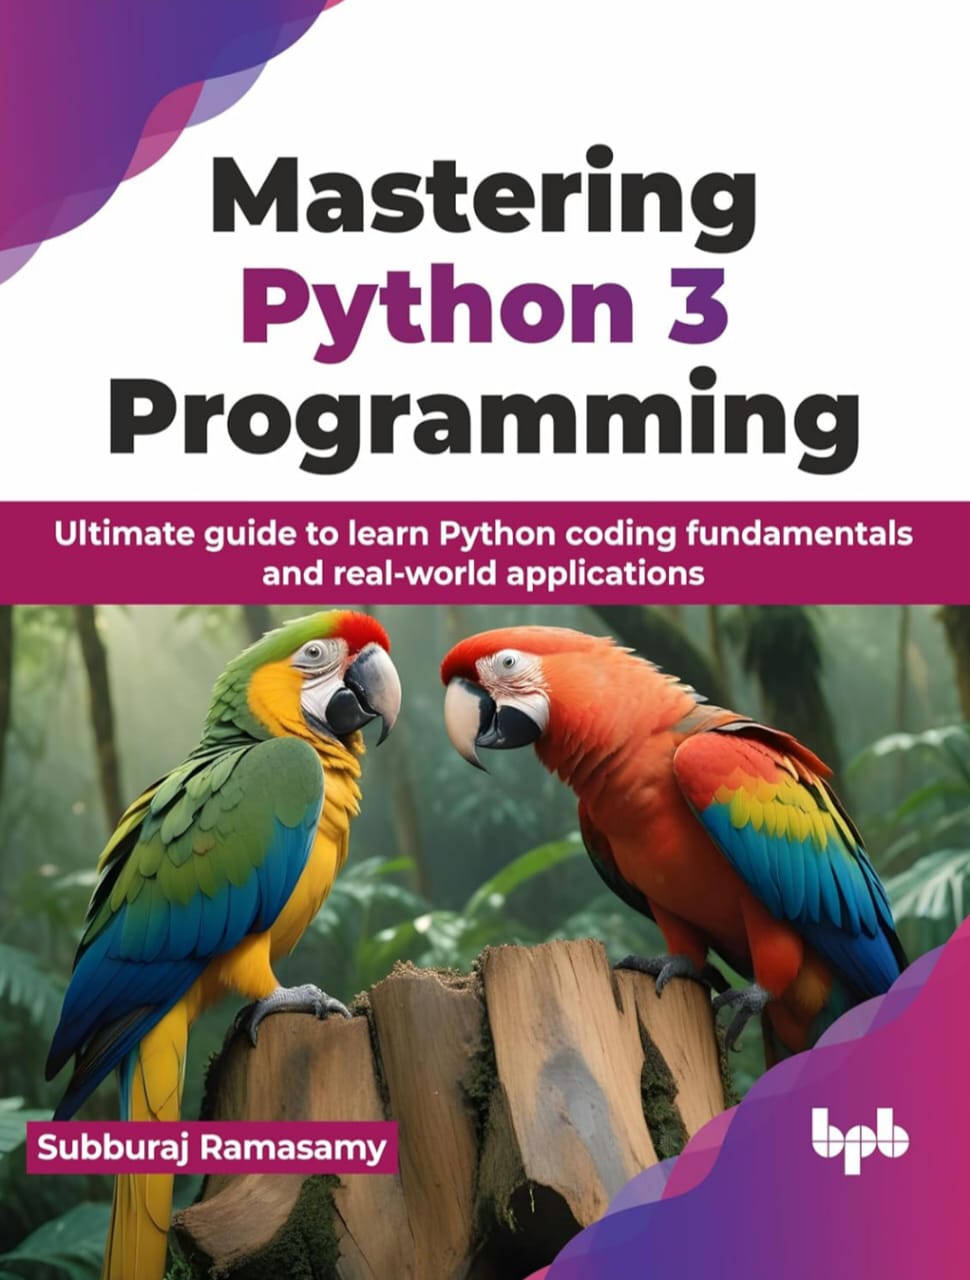 Mastering
Python 3
Programming
Ultimate guide to learn Python coding fundamentals
and real-world applications
Subburaj Ramasamy
bpb